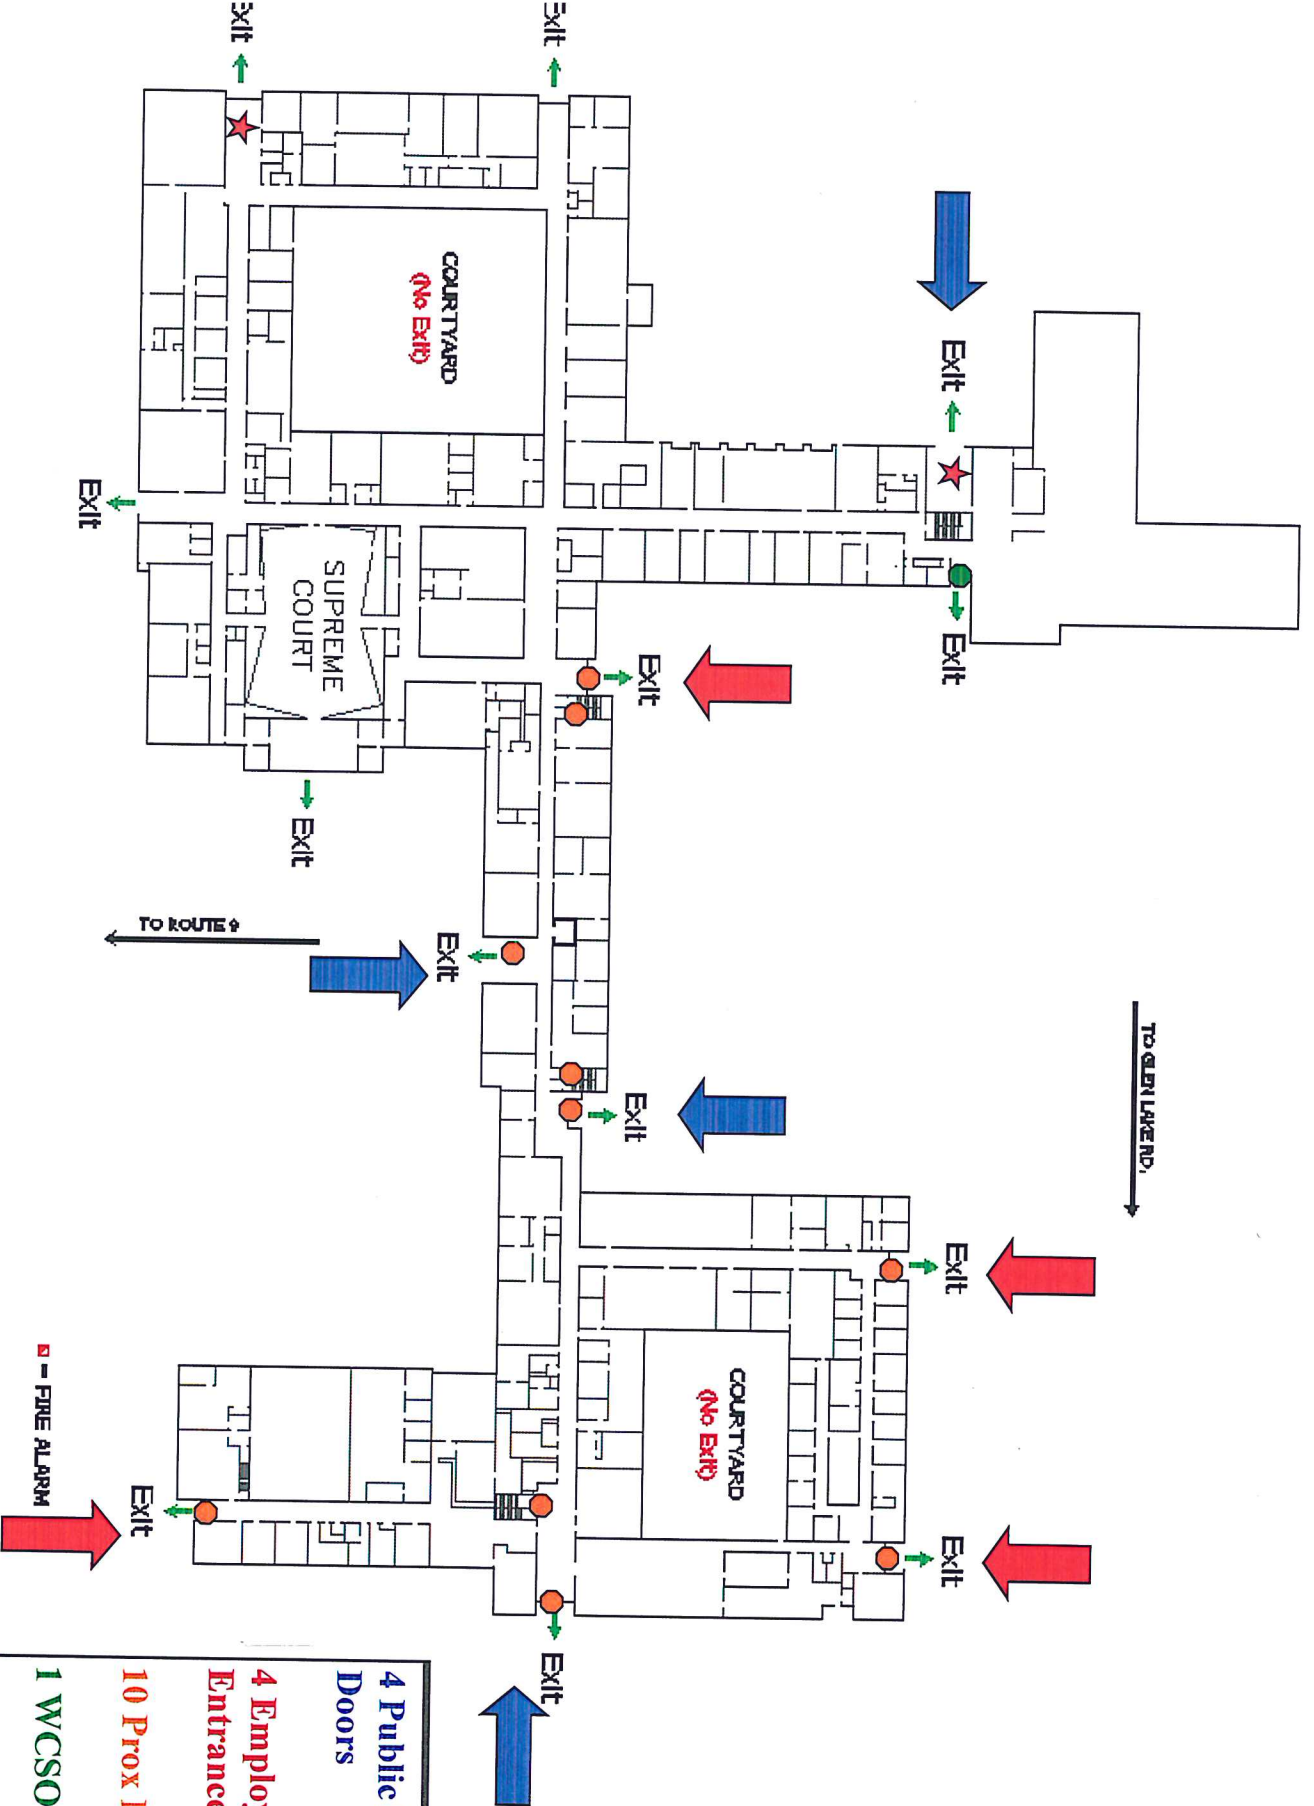 TO GLEN LAKE RD.
Exit
Exit
Exit
Exit
COURTYARD
(No Exit)
Exit
Exit
Exit
Exit
COURTYARD
(No Exit)
Exit
SUPREME
COURT
Exit
Exit
TO ROUTE 9
Exit
Exit
= FIRE ALARM
4 Public
Doors
4 Emplo
Entrance
10 Prox
1 WCSO